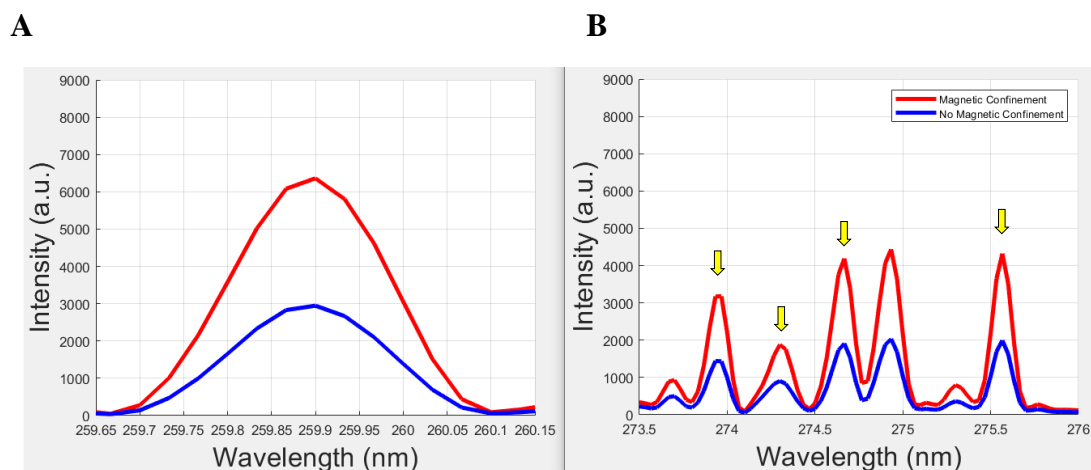 A
B
9000
8000
7000
6000
5000
4000
3000
2000
1000
0
Intensity (a.u.)
259.65 259.7 259.75 259.8 259.85 259.9 259.95 260 260.05 260.1 260.15
Wavelength (nm)
9000
8000
7000
6000
5000
4000
3000
2000
1000
0
Intensity (a.u.)
Magnetic Confinement
No Magnetic Confinement
273.5 274 274.5 275 275.5 276
Wavelength (nm)